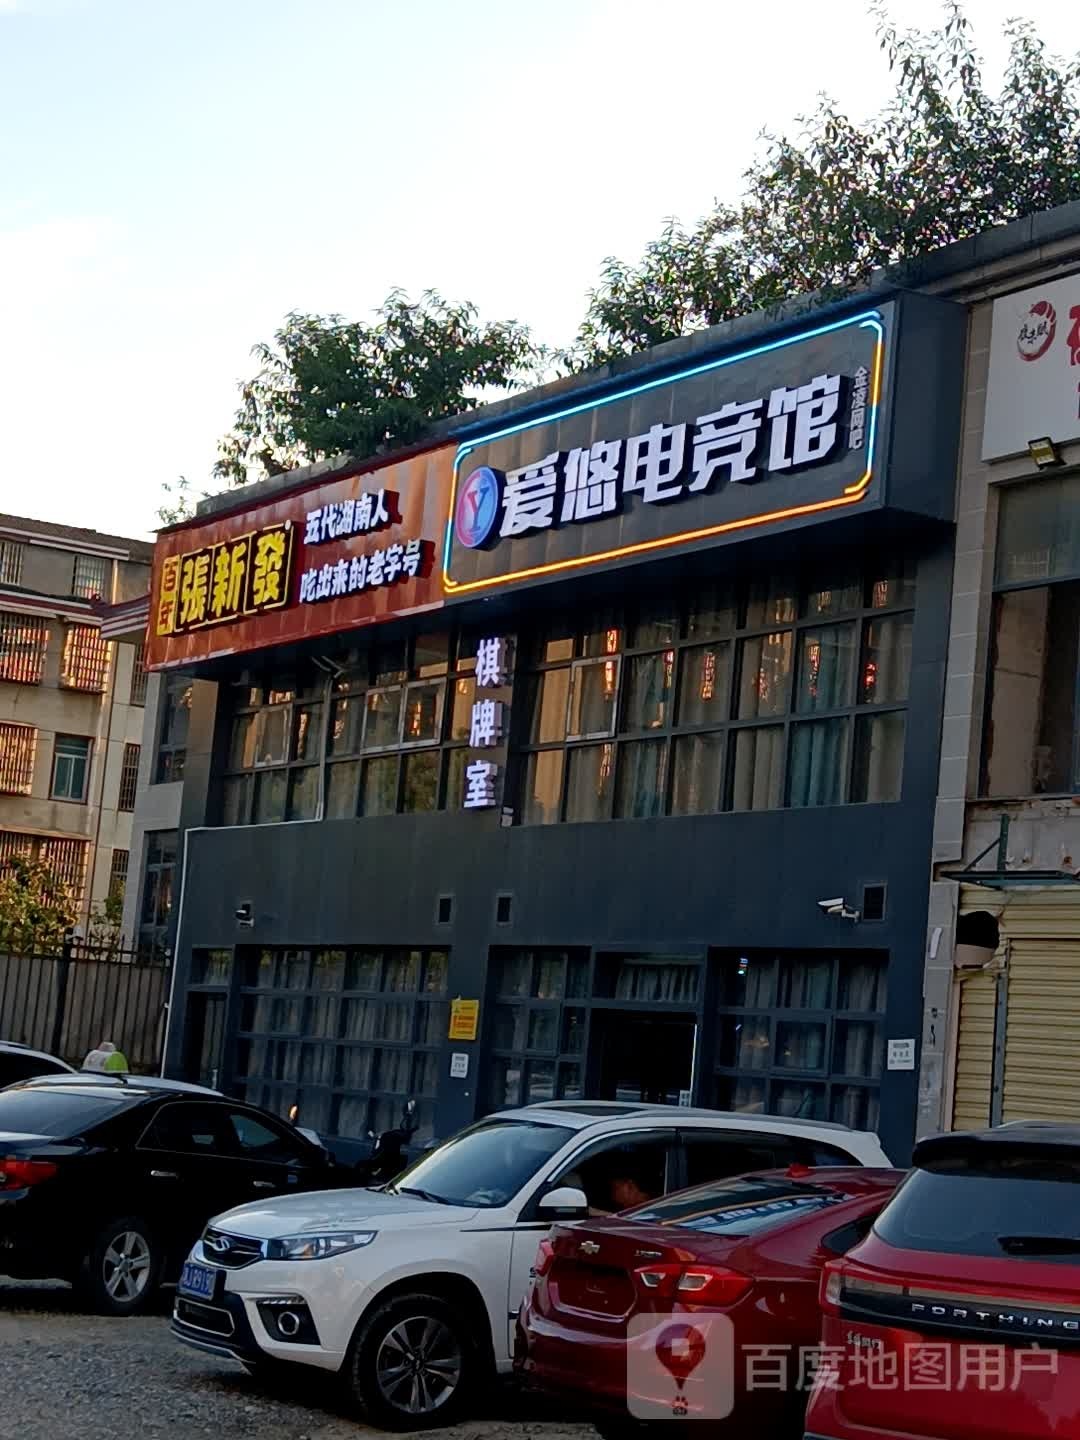 百年
張新發
五代湖南人
吃出来的老字号
Y
爱悠电竞馆
金凌网吧
棋牌室
FORTHING
百度地图用户